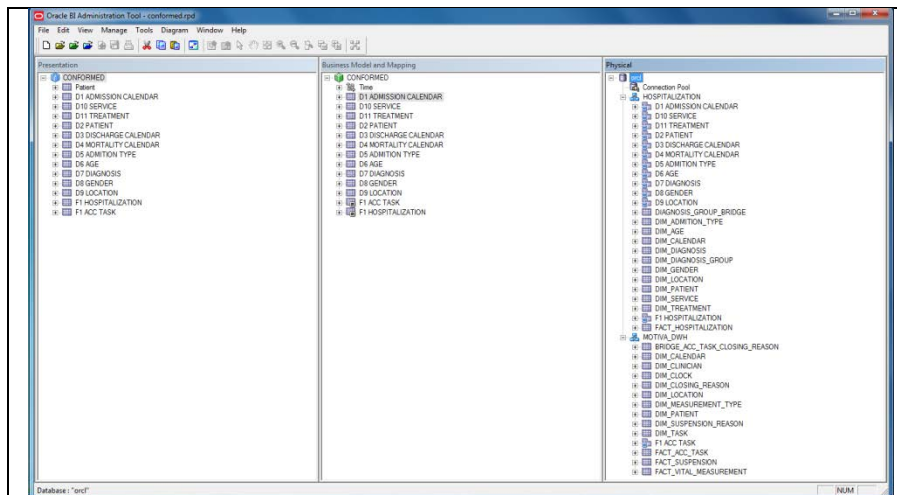 Oracle BI Administration Tool - conformed.rpd
File Edit View Manage Tools Diagram Window Help
Presentation
CONFORMED
Patient
D1 ADMISSION CALENDAR
D10 SERVICE
D11 TREATMENT
D2 PATIENT
D3 DISCHARGE CALENDAR
D4 MORTALITY CALENDAR
D5 ADMITION TYPE
D6 AGE
D7 DIAGNOSIS
D8 GENDER
D9 LOCATION
F1 HOSPITALIZATION
F1 ACC TASK
Business Model and Mapping
CONFORMED
Time
D1 ADMISSION CALENDAR
D10 SERVICE
D11 TREATMENT
D2 PATIENT
D3 DISCHARGE CALENDAR
D4 MORTALITY CALENDAR
D5 ADMITION TYPE
D6 AGE
D7 DIAGNOSIS
D8 GENDER
D9 LOCATION
F1 ACC TASK
F1 HOSPITALIZATION
Physical
orcl
Connection Pool
HOSPITALIZATION
D1 ADMISSION CALENDAR
D10 SERVICE
D11 TREATMENT
D2 PATIENT
D3 DISCHARGE CALENDAR
D4 MORTALITY CALENDAR
D5 ADMITION TYPE
D6 AGE
D7 DIAGNOSIS
D8 GENDER
D9 LOCATION
DIAGNOSIS_GROUP_BRIDGE
DIM_ADMITION_TYPE
DIM_AGE
DIM_CALENDAR
DIM_DIAGNOSIS
DIM_DIAGNOSIS_GROUP
DIM_GENDER
DIM_LOCATION
DIM_PATIENT
DIM_SERVICE
DIM_TREATMENT
F1 HOSPITALIZATION
FACT_HOSPITALIZATION
MOTIVA_DWH
BRIDGE_ACC_TASK_CLOSING_REASON
DIM_CALENDAR
DIM_CLINICIAN
DIM_CLOCK
DIM_CLOSING_REASON
DIM_LOCATION
DIM_MEASUREMENT_TYPE
DIM_PATIENT
DIM_SUSPENSION_REASON
DIM_TASK
F1 ACC TASK
FACT_ACC_TASK
FACT_SUSPENSION
FACT_VITAL_MEASUREMENT
Database : "orcl"
NUM